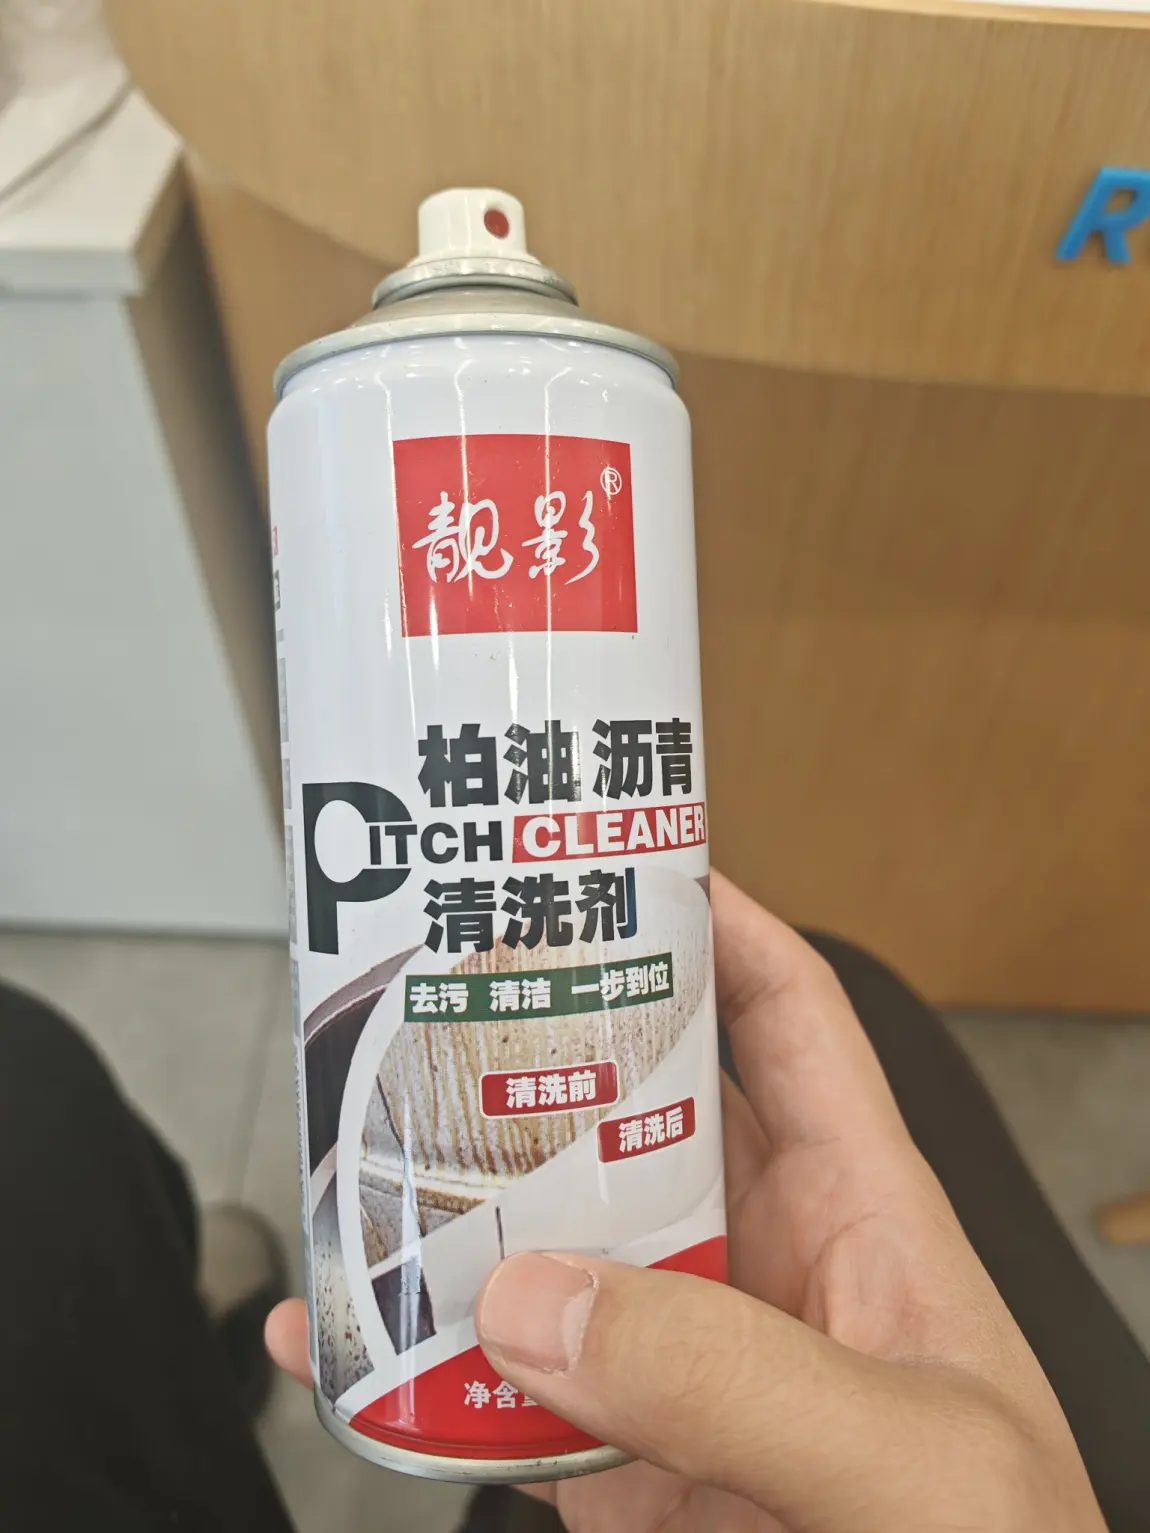 R
靓影®
柏油 沥青
PITCH CLEANER
清洗剂
去污 清洁 一步到位
清洗前
清洗后
净含